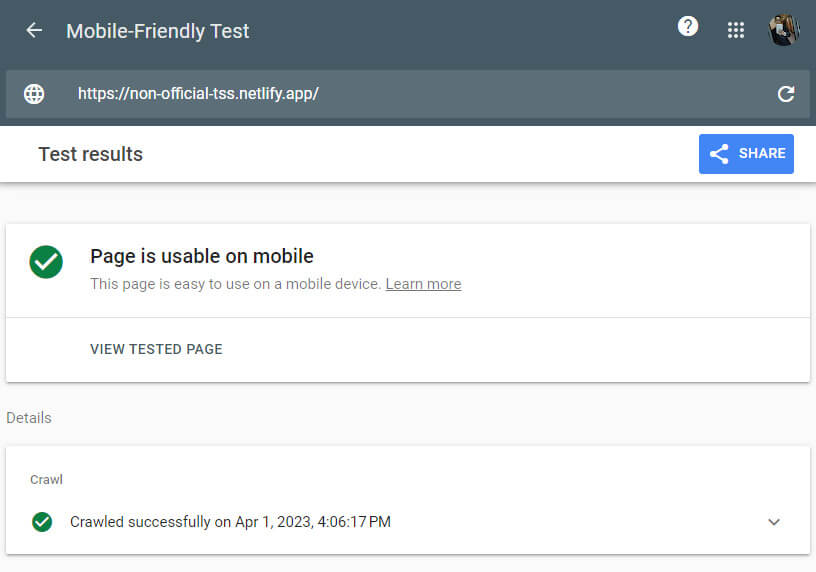 Mobile-Friendly Test
?
https://non-official-tss.netlify.app/
Test results
SHARE
Page is usable on mobile
This page is easy to use on a mobile device. Learn more
VIEW TESTED PAGE
Details
Crawl
Crawled successfully on Apr 1, 2023, 4:06:17 PM